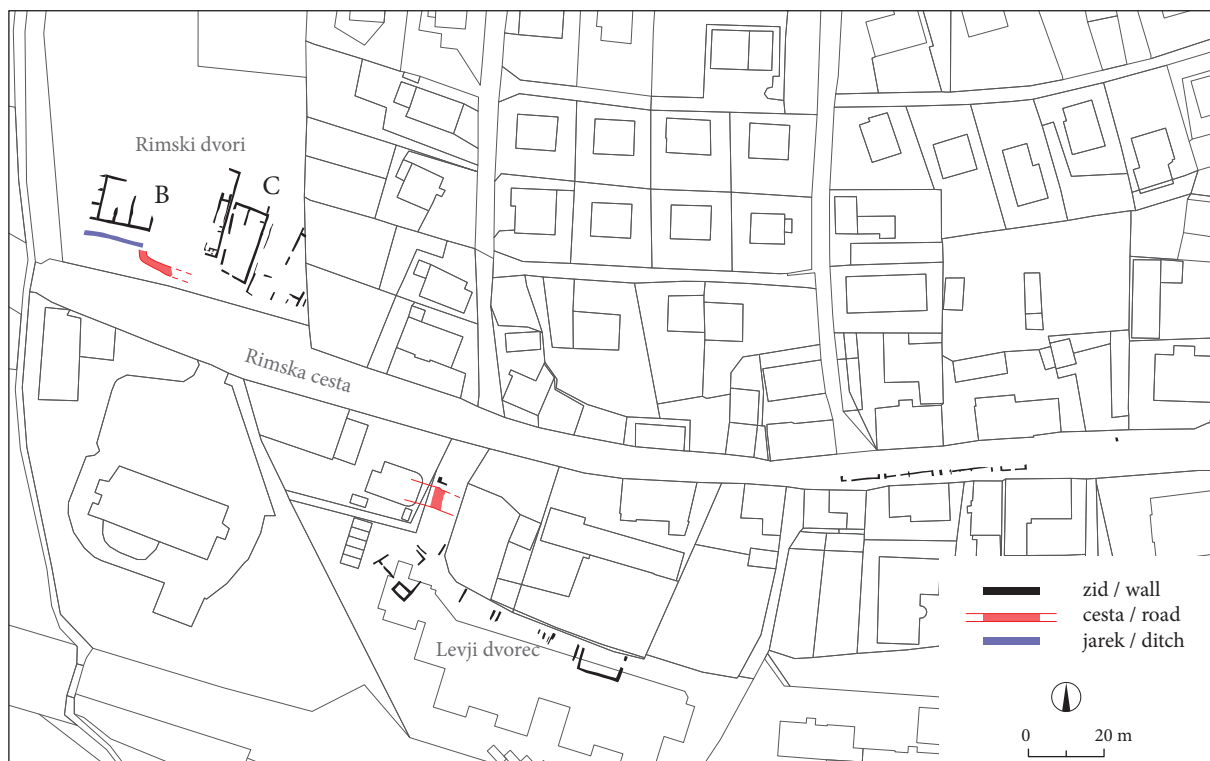 Rimski dvori
B
C
Rimska cesta
Levji dvorec
zid / wall
cesta / road
jarek / ditch
0 20 m